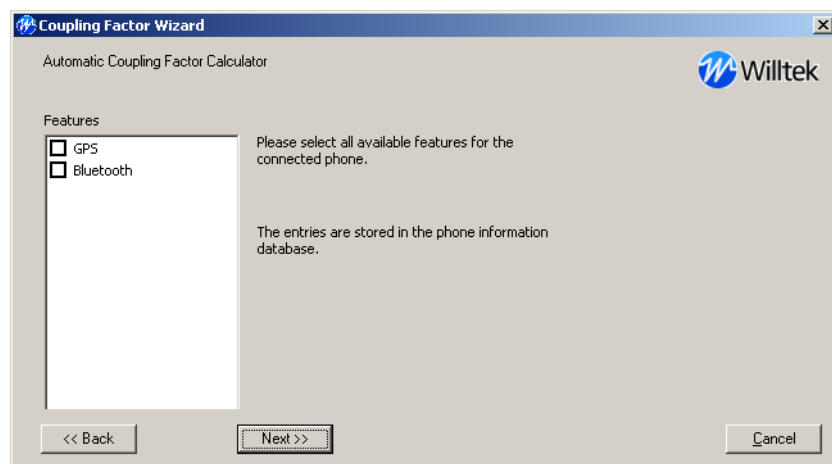 Coupling Factor Wizard
Automatic Coupling Factor Calculator
Willtek
Features
GPS
Bluetooth
Please select all available features for the
connected phone.
The entries are stored in the phone information
database.
<< Back
Next >>
Cancel